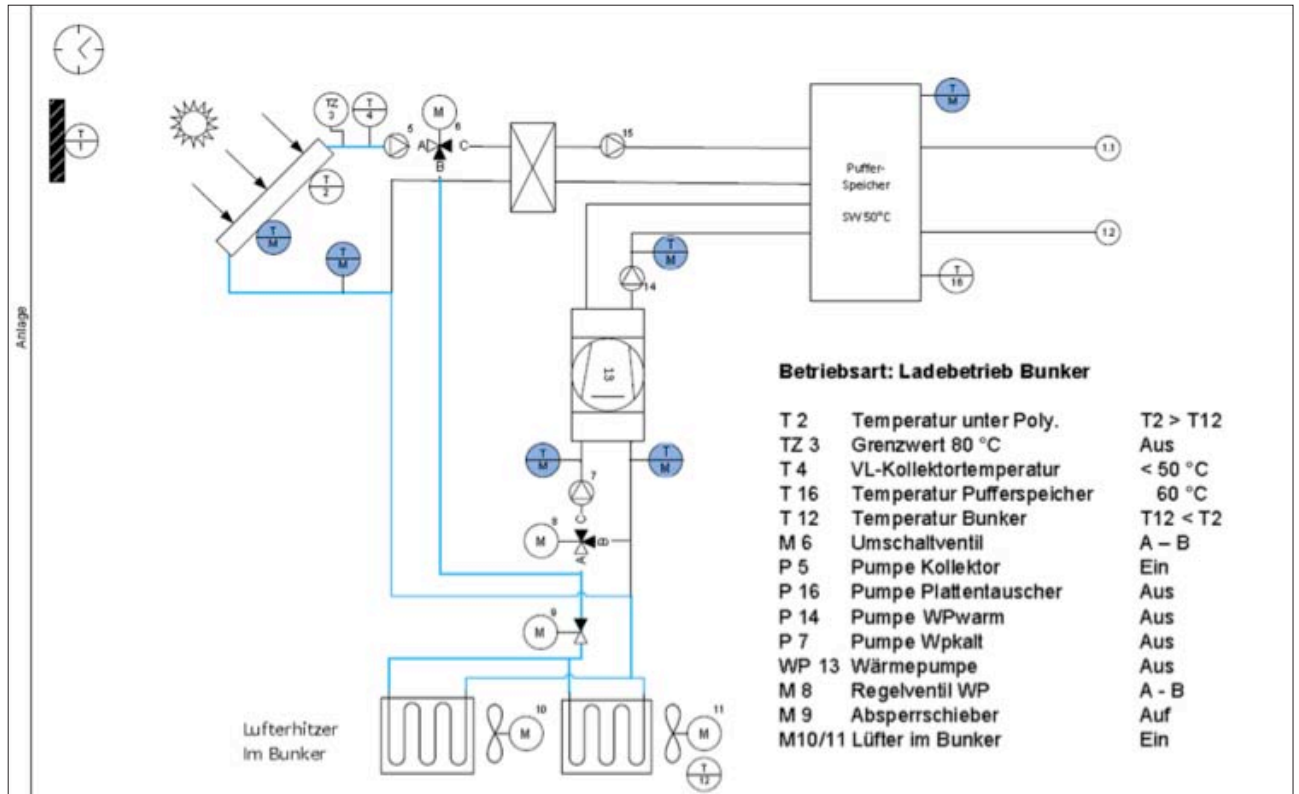 Anlage
T
1
TZ
3
T
4
5
M
6
A
C
B
T
2
T
M
T
M
15
T
M
Puffer-
Speicher
SW 50°C
1.1
1.2
T
16
T
M
14
13
T
M
T
M
7
C
M
8
B
A
M
9
Lufterhitzer
Im Bunker
M
10
M
11
T
12
Betriebsart: Ladebetrieb Bunker
T 2 Temperatur unter Poly. T2 > T12
TZ 3 Grenzwert 80 °C Aus
T 4 VL-Kollektortemperatur < 50 °C
T 16 Temperatur Pufferspeicher 60 °C
T 12 Temperatur Bunker T12 < T2
M 6 Umschaltventil A – B
P 5 Pumpe Kollektor Ein
P 16 Pumpe Plattentauscher Aus
P 14 Pumpe WPwarm Aus
P 7 Pumpe Wpkalt Aus
WP 13 Wärmepumpe Aus
M 8 Regelventil WP A - B
M 9 Absperrschieber Auf
M10/11 Lüfter im Bunker Ein